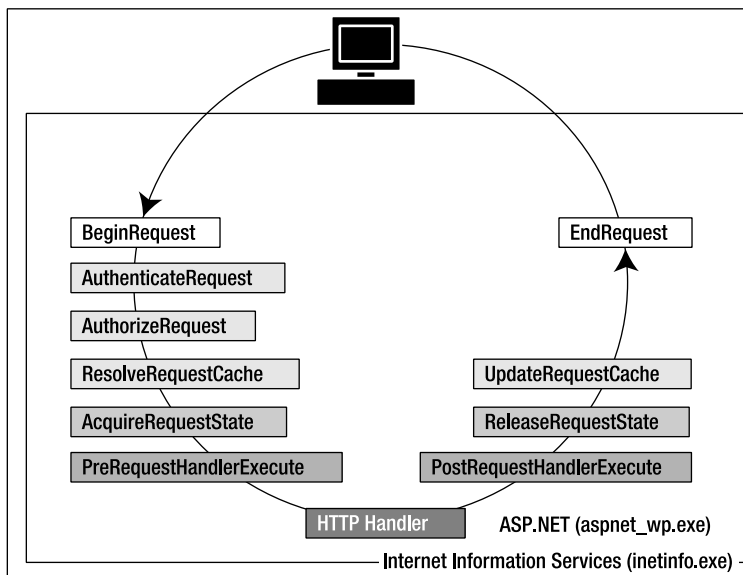 BeginRequest
EndRequest
AuthenticateRequest
AuthorizeRequest
ResolveRequestCache
UpdateRequestCache
AcquireRequestState
ReleaseRequestState
PreRequestHandlerExecute
PostRequestHandlerExecute
HTTP Handler
ASP.NET (aspnet_wp.exe)
Internet Information Services (inetinfo.exe)